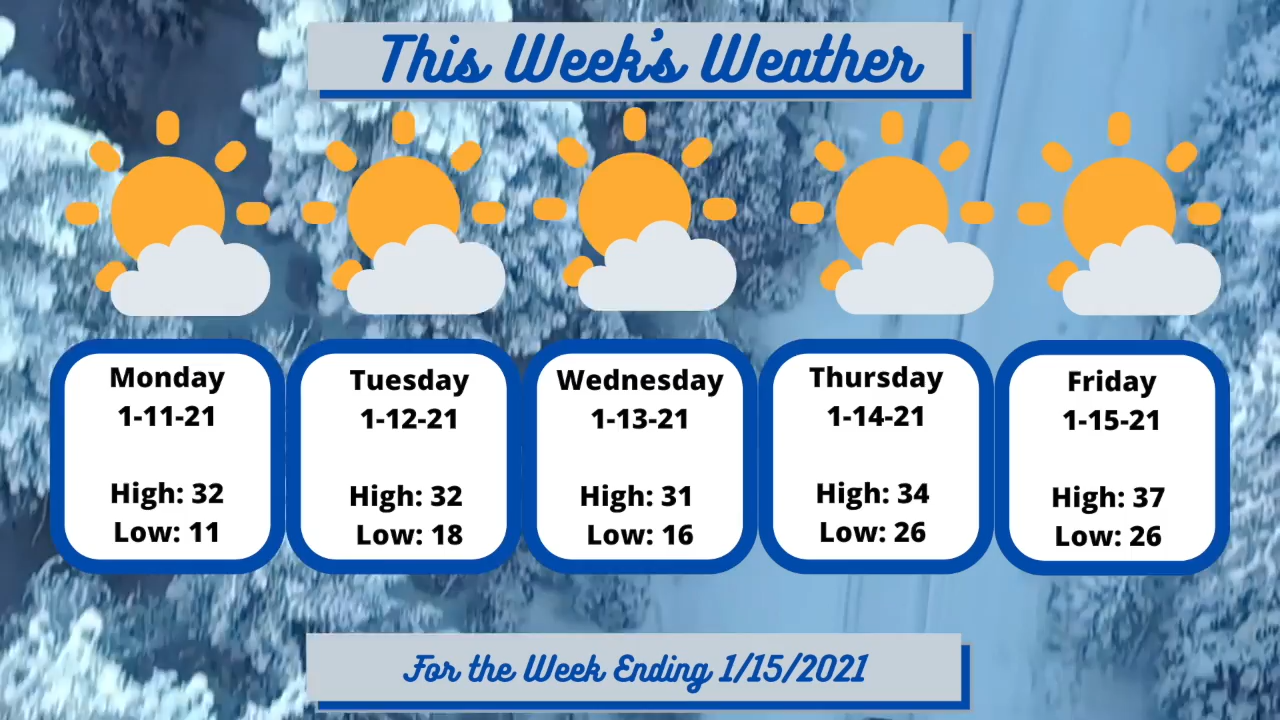 This Week's Weather
Monday
1-11-21
High: 32
Low: 11
Tuesday
1-12-21
High: 32
Low: 18
Wednesday
1-13-21
High: 31
Low: 16
Thursday
1-14-21
High: 34
Low: 26
Friday
1-15-21
High: 37
Low: 26
For the Week Ending 1/15/2021